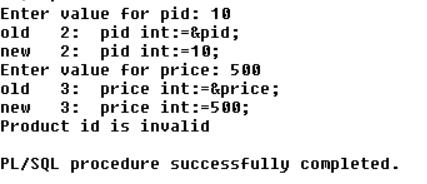 Enter value for pid: 10
old   2:  pid int:=&pid;
new   2:  pid int:=10;
Enter value for price: 500
old   3:  price int:=&price;
new   3:  price int:=500;
Product id is invalid
PL/SQL procedure successfully completed.